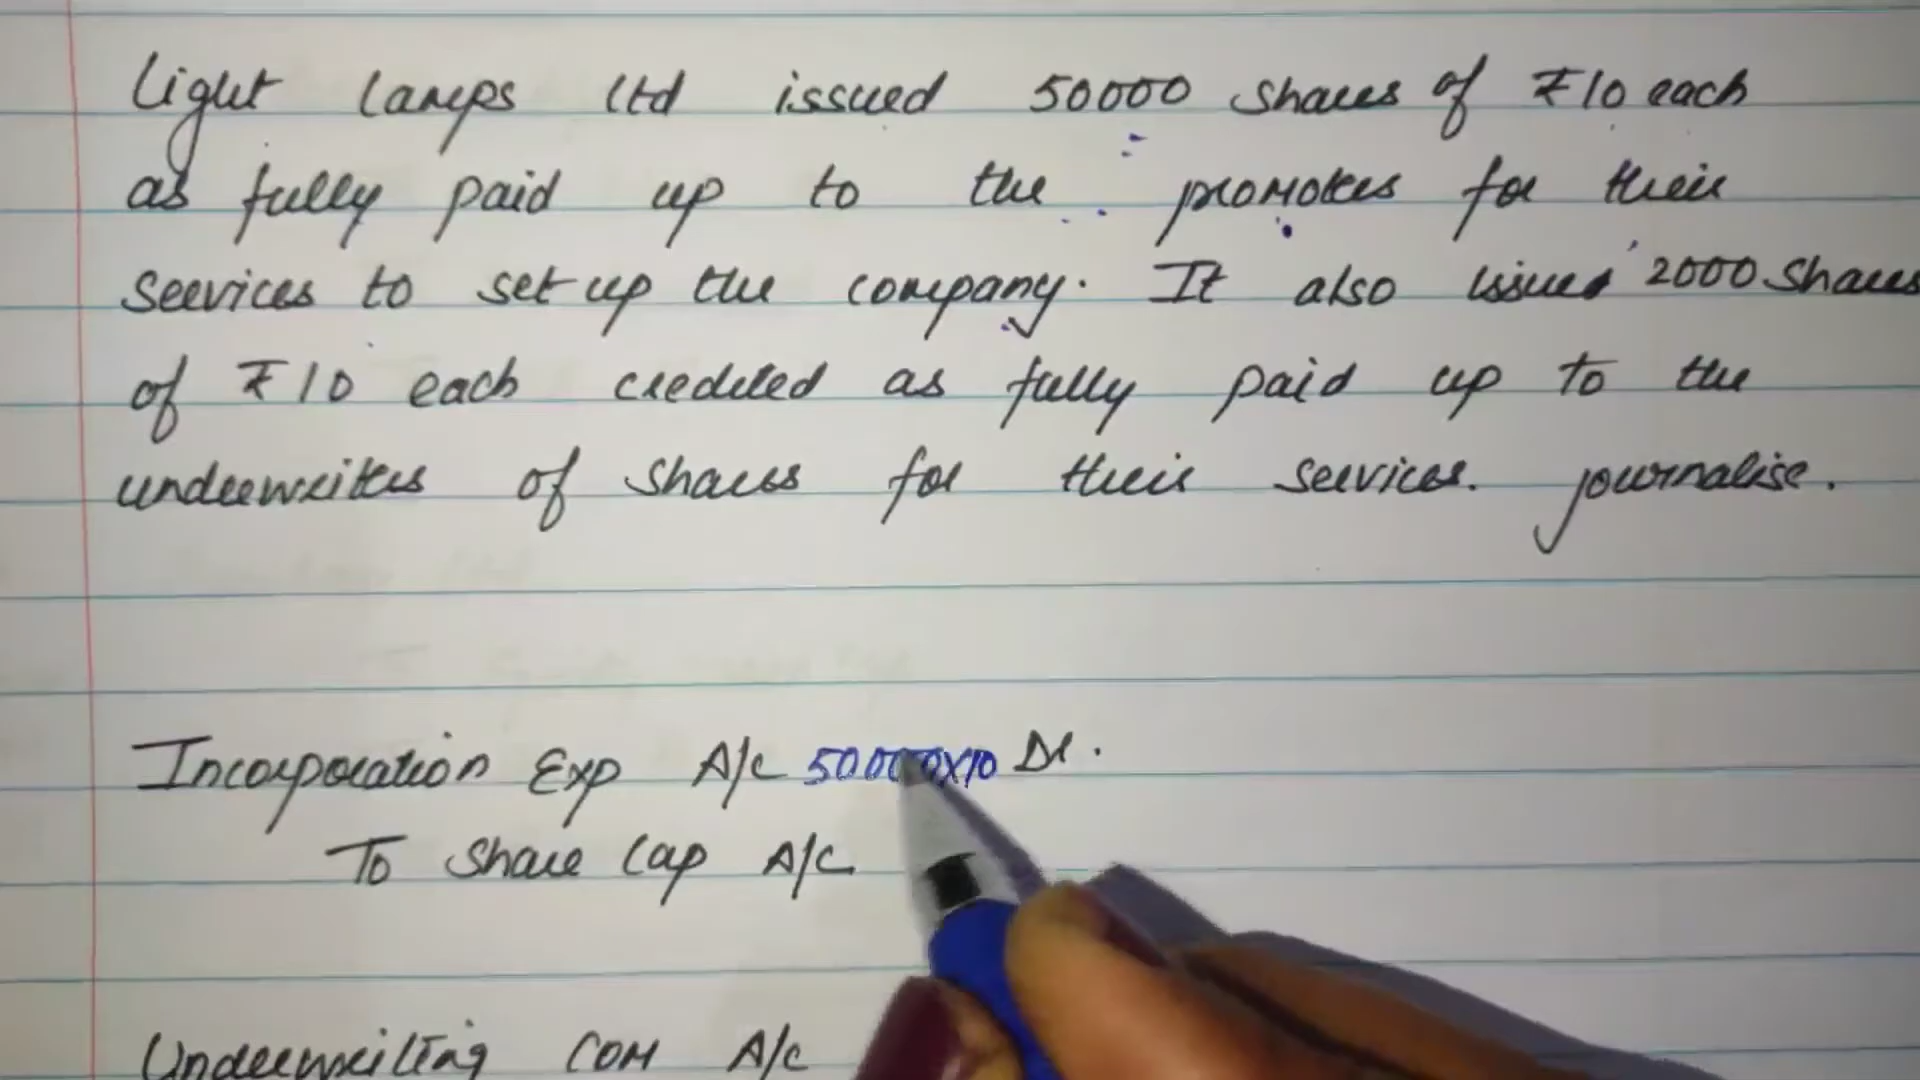 Light Lamps Ltd issued 50000 shares of ₹10 each
as fully paid up to the promoters for their
services to set up the company. It also issued 2000 shares
of ₹10 each credited as fully paid up to the
underwriters of shares for their services. journalise.
Incorporation Exp A/c 50000x10 Dr.
To Share Cap A/C
Underwriting COM A/c